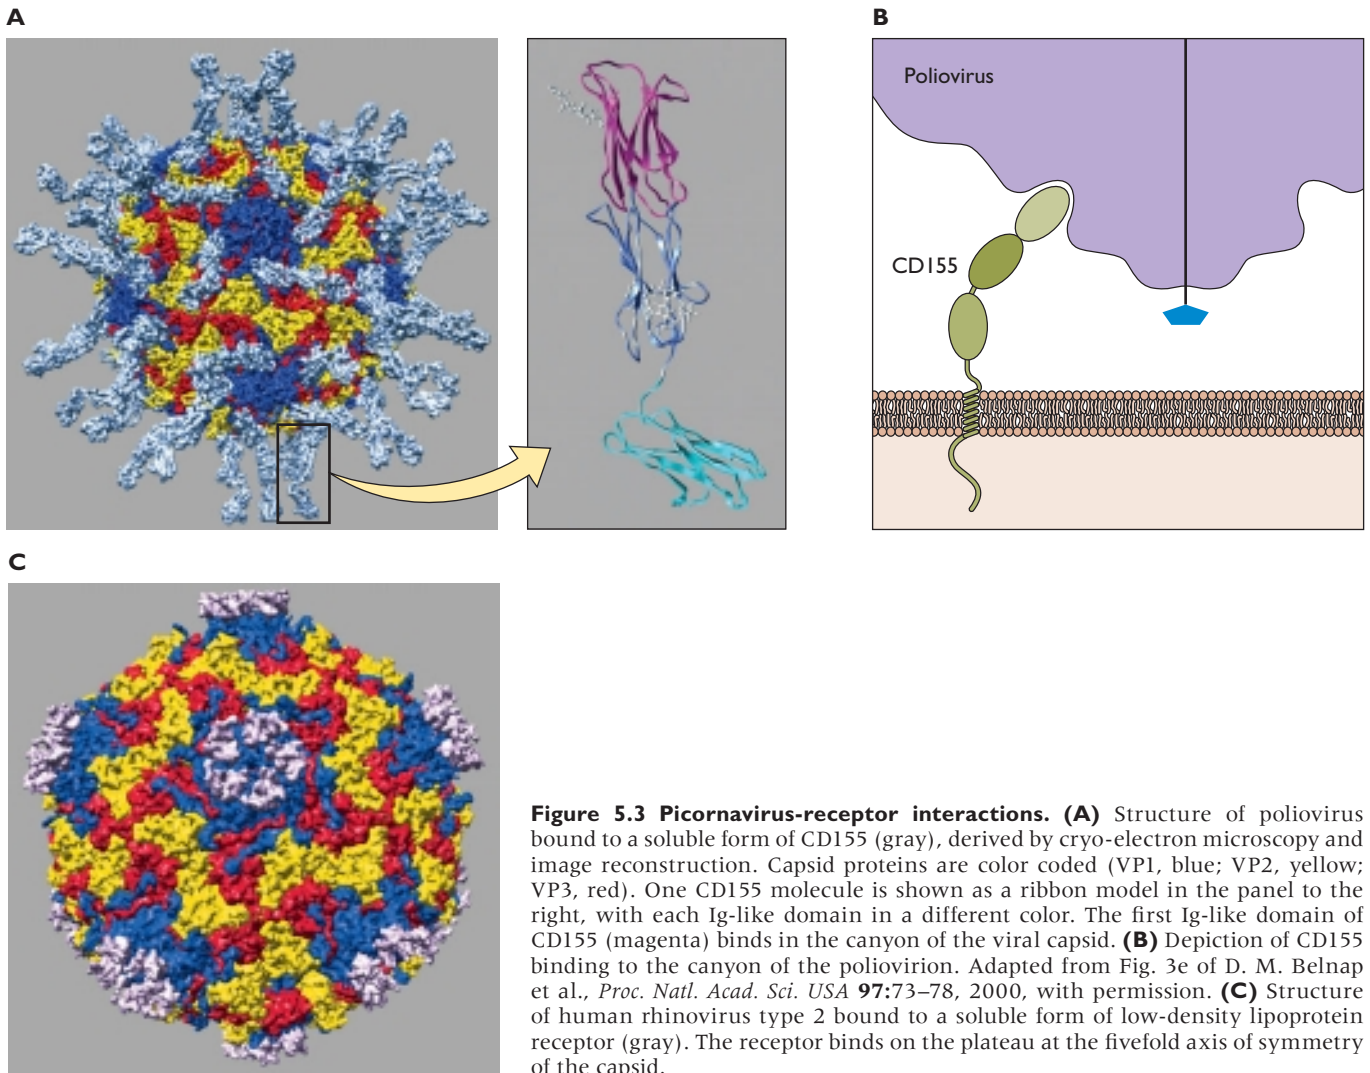 A
B
Poliovirus
CD155
C
Figure 5.3 Picornavirus-receptor interactions. (A) Structure of poliovirus
bound to a soluble form of CD155 (gray), derived by cryo-electron microscopy and
image reconstruction. Capsid proteins are color coded (VP1, blue; VP2, yellow;
VP3, red). One CD155 molecule is shown as a ribbon model in the panel to the
right, with each Ig-like domain in a different color. The first Ig-like domain of
CD155 (magenta) binds in the canyon of the viral capsid. (B) Depiction of CD155
binding to the canyon of the poliovirion. Adapted from Fig. 3e of D. M. Belnap
et al., Proc. Natl. Acad. Sci. USA 97:73–78, 2000, with permission. (C) Structure
of human rhinovirus type 2 bound to a soluble form of low-density lipoprotein
receptor (gray). The receptor binds on the plateau at the fivefold axis of symmetry
of the capsid.